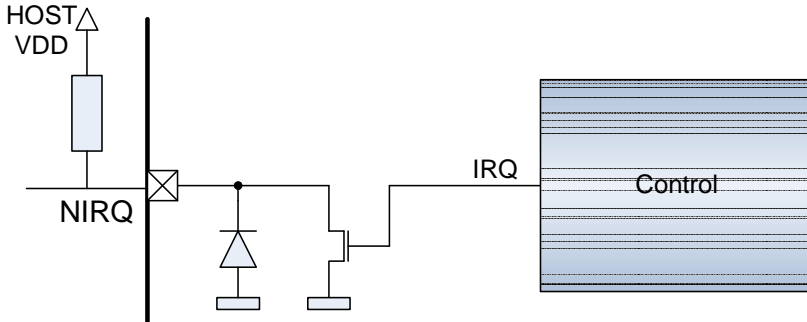 HOST
VDD
NIRQ
IRQ
Control